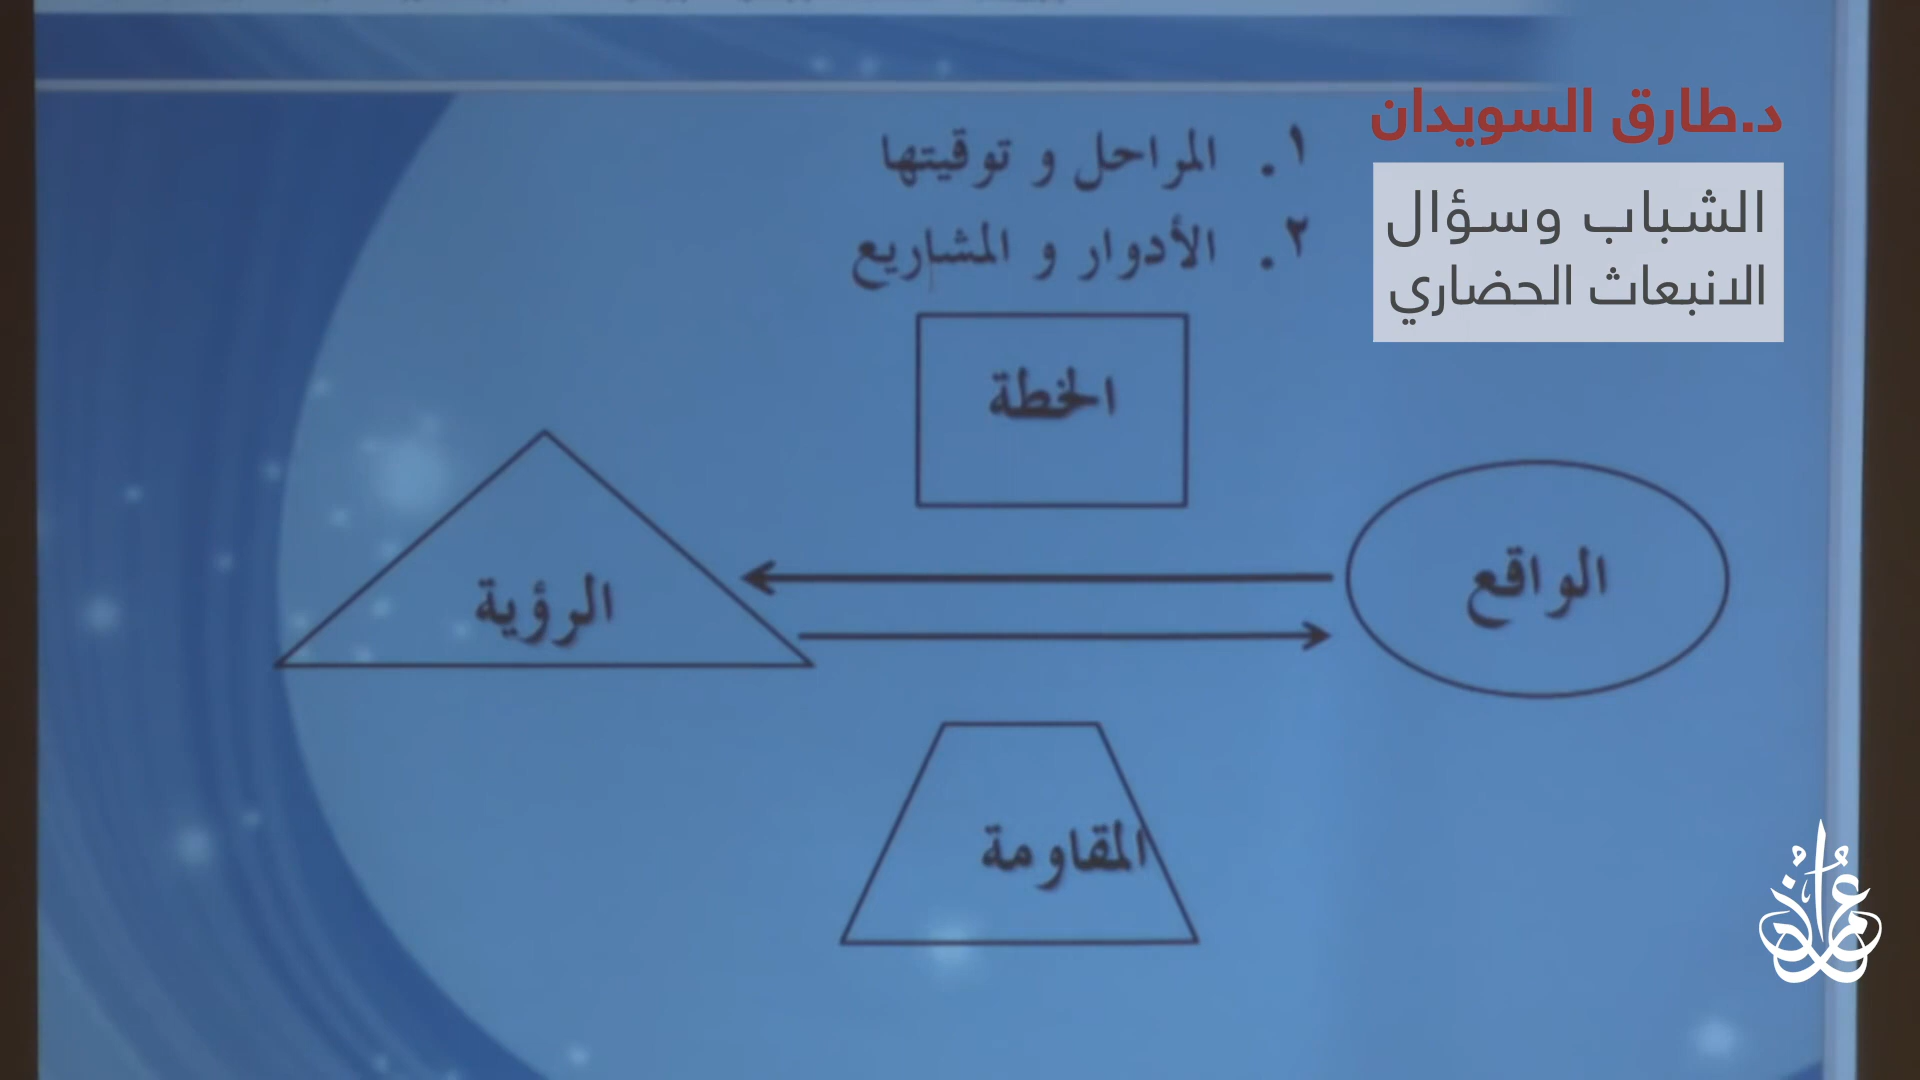 د.طارق السويدان
الشباب وسؤال
الانبعاث الحضاري
١. المراحل و توقيتها
٢. الأدوار و المشاريع
الخطة
الواقع
الرؤية
المقاومة